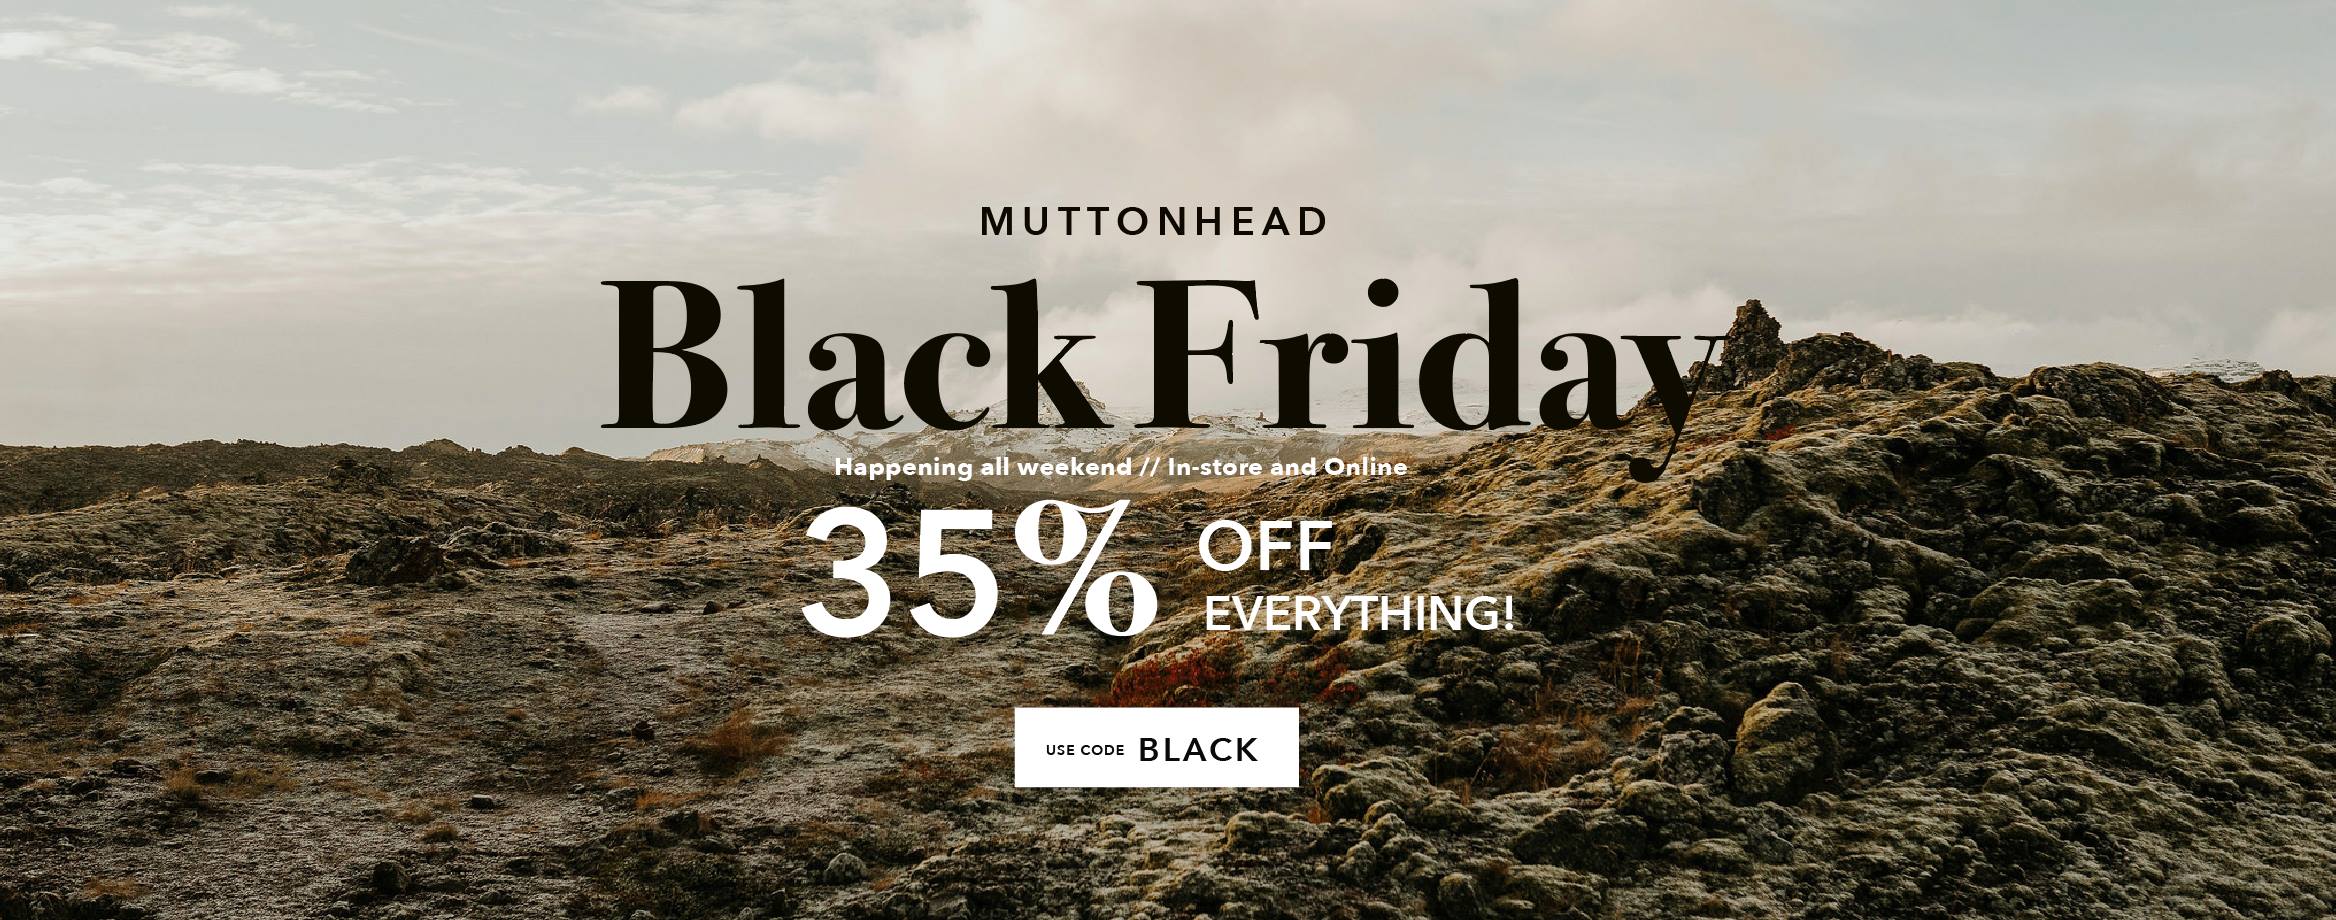 MUTTONHEAD
Black Friday
Happening all weekend // In-store and Online
35% OFF
EVERYTHING!
USE CODE BLACK